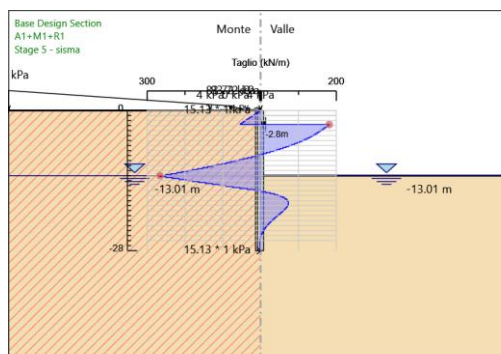 Base Design Section
A1+M1+R1
Stage 5 - sisma
Monte
Valle
Taglio (kN/m)
kPa
300
200
0
15.13 * 1 kPa
-2.8m
-13.01 m
-13.01 m
-28
15.13 * 1 kPa